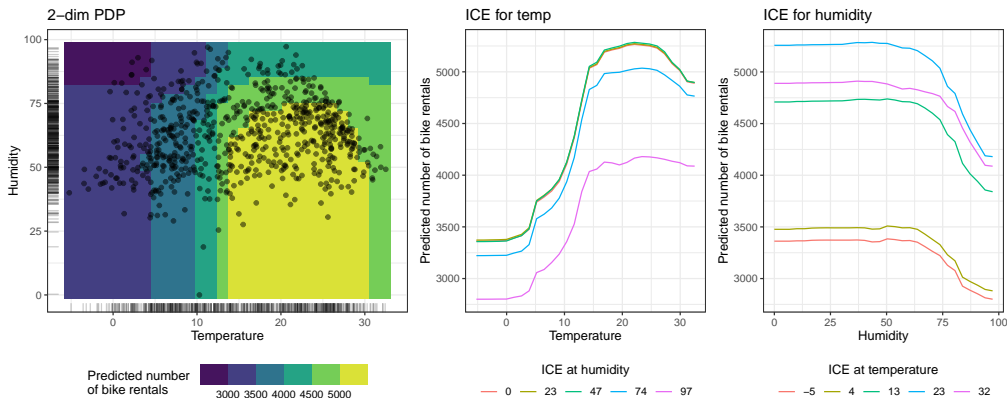 2−dim PDP
100
75
50
25
0
Humidity
0 10 20 30
Temperature
Predicted number
of bike rentals
3000 3500 4000 4500 5000
ICE for temp
5000
4500
4000
3500
3000
Predicted number of bike rentals
0 10 20 30
Temperature
ICE at humidity
0 23 47 74 97
ICE for humidity
5000
4500
4000
3500
3000
Predicted number of bike rentals
0 25 50 75 100
Humidity
ICE at temperature
−5 4 13 23 32